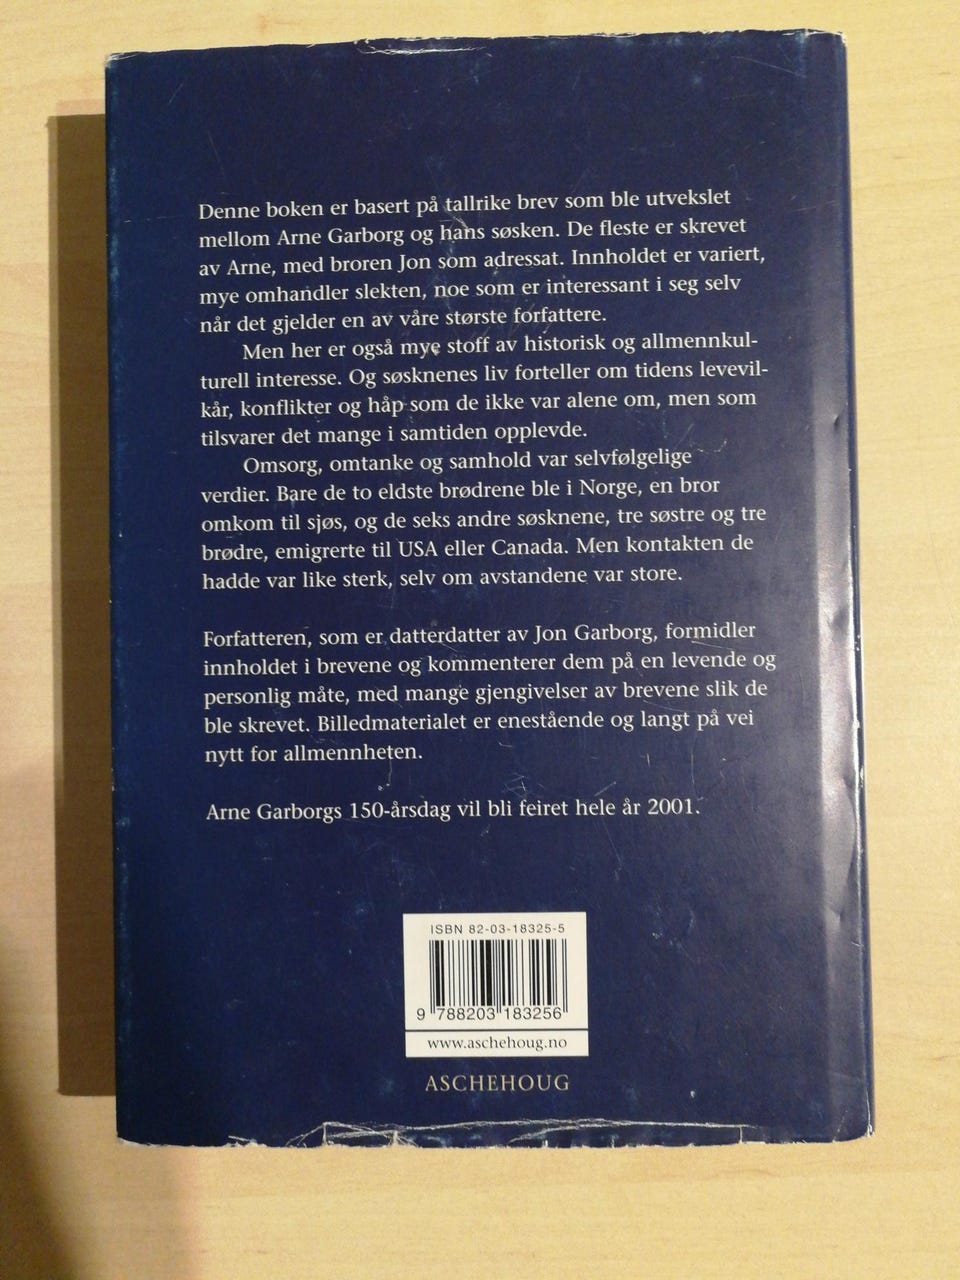 Denne boken er basert på tallrike brev som ble utvekslet
mellom Arne Garborg og hans søsken. De fleste er skrevet
av Arne, med broren Jon som adressat. Innholdet er variert,
mye omhandler slekten, noe som er interessant i seg selv
når det gjelder en av våre største forfattere.
Men her er også mye stoff av historisk og allmennkul-
turell interesse. Og søsknenes liv forteller om tidens levevil-
kår, konflikter og håp som de ikke var alene om, men som
tilsvarer det mange i samtiden opplevde.
Omsorg, omtanke og samhold var selvfølgelige
verdier. Bare de to eldste brødrene ble i Norge, en bror
omkom til sjøs, og de seks andre søsknene, tre søstre og tre
brødre, emigrerte til USA eller Canada. Men kontakten de
hadde var like sterk, selv om avstandene var store.
Forfatteren, som er datterdatter av Jon Garborg, formidler
innholdet i brevene og kommenterer dem på en levende og
personlig måte, med mange gjengivelser av brevene slik de
ble skrevet. Billedmaterialet er enestående og langt på vei
nytt for allmennheten.
Arne Garborgs 150-årsdag vil bli feiret hele år 2001.
ISBN 82-03-18325-5
9 788203 183256
www.aschehoug.no
ASCHEHOUG